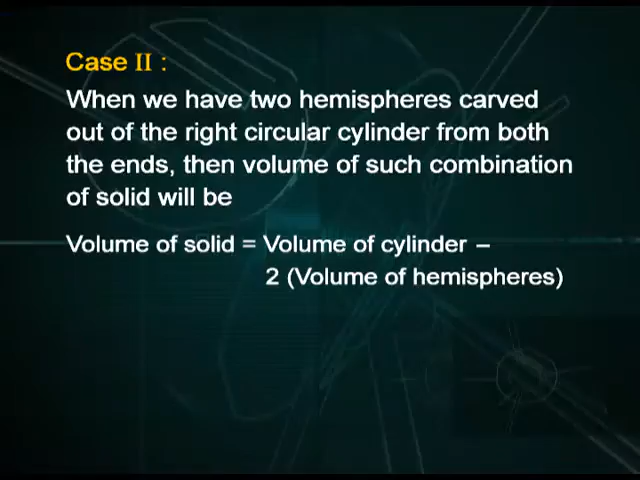 Case II :
When we have two hemispheres carved
out of the right circular cylinder from both
the ends, then volume of such combination
of solid will be
Volume of solid = Volume of cylinder –
2 (Volume of hemispheres)